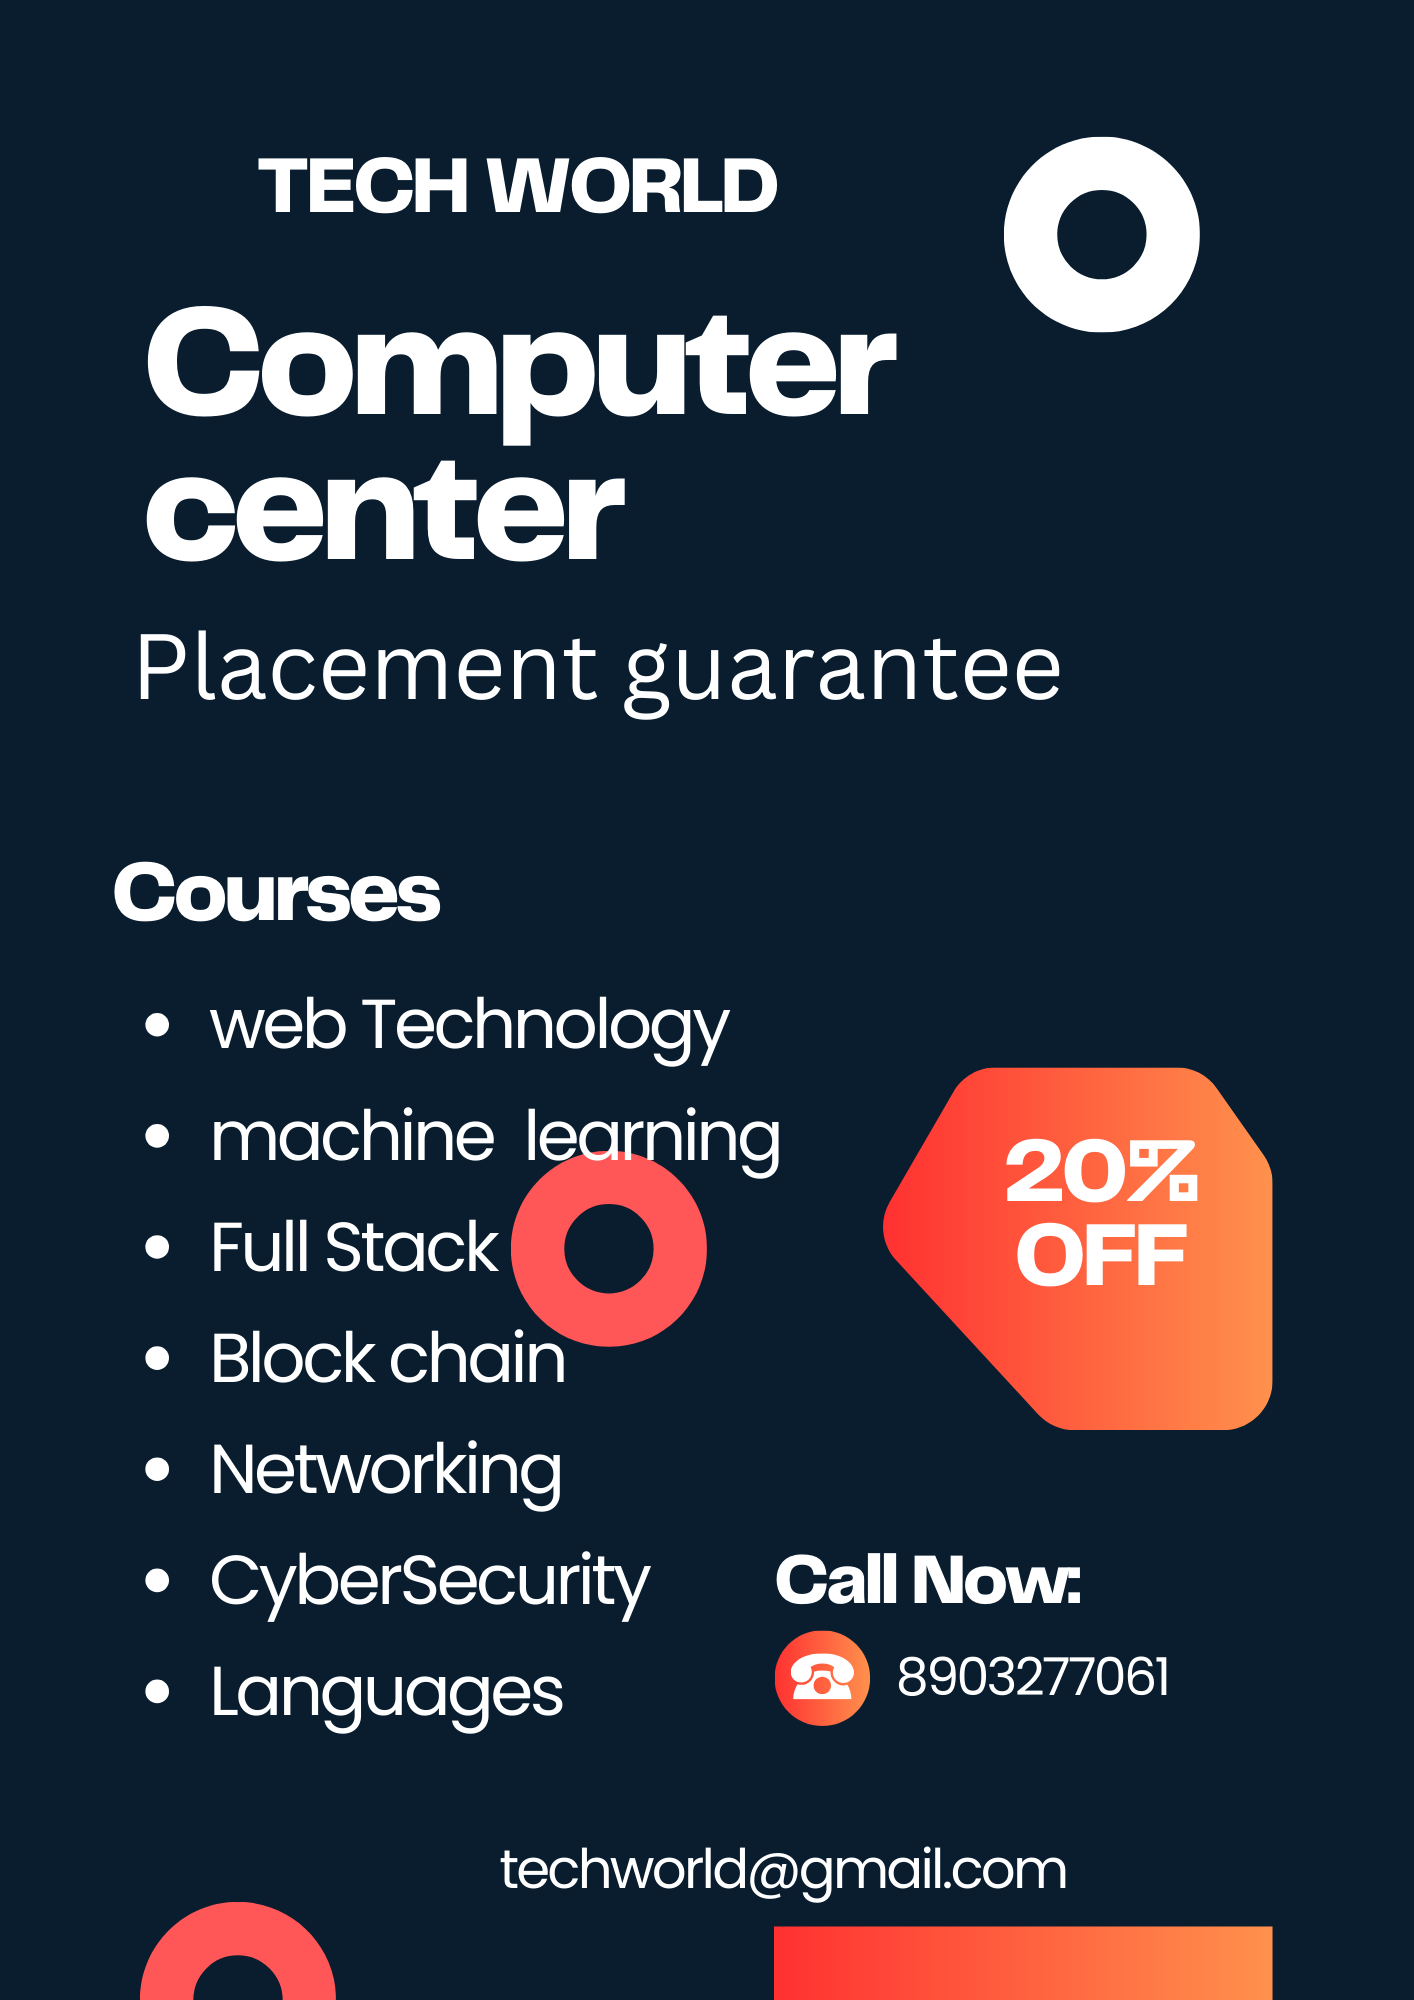 TECH WORLD
Computer
center
Placement guarantee
Courses
• web Technology
• machine  learning
• Full Stack
• Block chain
• Networking
• CyberSecurity
• Languages
20%
OFF
Call Now:
8903277061
techworld@gmail.com